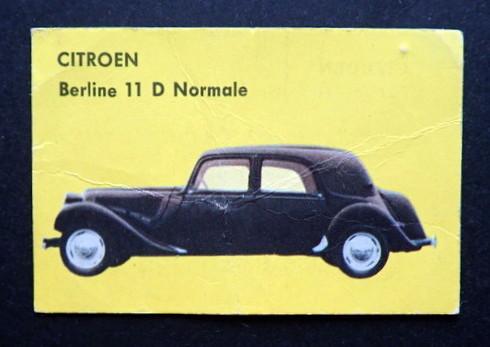 CITROEN
Berline 11 D Normale